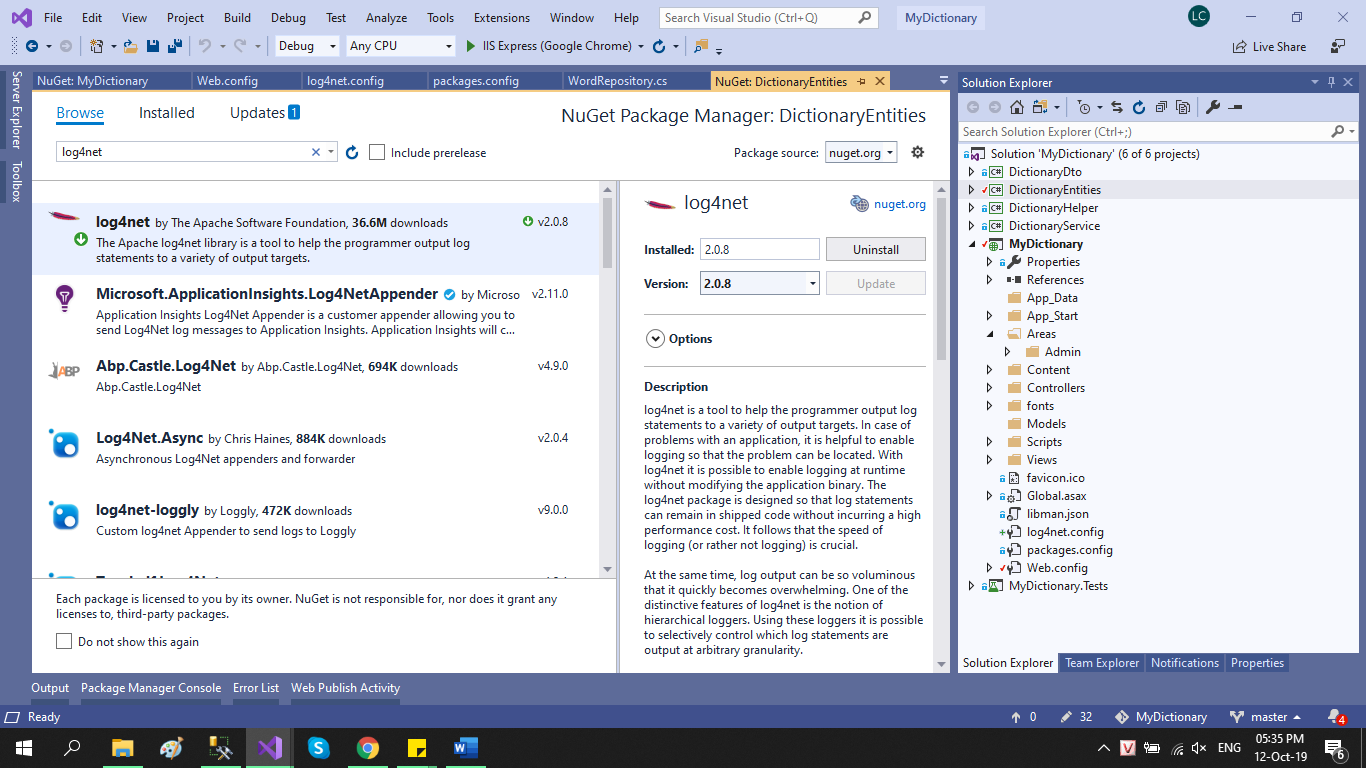 File Edit View Project Build Debug Test Analyze Tools Extensions Window Help Search Visual Studio (Ctrl+Q) MyDictionary LC
Debug Any CPU IIS Express (Google Chrome) Live Share
Server Explorer
Toolbox
NuGet: MyDictionary Web.config log4net.config packages.config WordRepository.cs NuGet: DictionaryEntities
Browse Installed Updates 1
NuGet Package Manager: DictionaryEntities
log4net Include prerelease Package source: nuget.org
log4net by The Apache Software Foundation, 36.6M downloads v2.0.8
The Apache log4net library is a tool to help the programmer output log
statements to a variety of output targets.
Microsoft.ApplicationInsights.Log4NetAppender by Microso v2.11.0
Application Insights Log4Net Appender is a customer appender allowing you to
send Log4Net log messages to Application Insights. Application Insights will c...
ABP
Abp.Castle.Log4Net by Abp.Castle.Log4Net, 694K downloads v4.9.0
Abp.Castle.Log4Net
Log4Net.Async by Chris Haines, 884K downloads v2.0.4
Asynchronous Log4Net appenders and forwarder
log4net-loggly by Loggly, 472K downloads v9.0.0
Custom log4net Appender to send logs to Loggly
Each package is licensed to you by its owner. NuGet is not responsible for, nor does it grant any
licenses to, third-party packages.
Do not show this again
log4net nuget.org
Installed: 2.0.8 Uninstall
Version: 2.0.8 Update
Options
Description
log4net is a tool to help the programmer output log
statements to a variety of output targets. In case of
problems with an application, it is helpful to enable
logging so that the problem can be located. With
log4net it is possible to enable logging at runtime
without modifying the application binary. The
log4net package is designed so that log statements
can remain in shipped code without incurring a high
performance cost. It follows that the speed of
logging (or rather not logging) is crucial.
At the same time, log output can be so voluminous
that it quickly becomes overwhelming. One of the
distinctive features of log4net is the notion of
hierarchical loggers. Using these loggers it is possible
to selectively control which log statements are
output at arbitrary granularity.
Solution Explorer
Search Solution Explorer (Ctrl+;)
Solution 'MyDictionary' (6 of 6 projects)
C# DictionaryDto
C# DictionaryEntities
C# DictionaryHelper
C# DictionaryService
MyDictionary
Properties
References
App_Data
App_Start
Areas
Admin
Content
Controllers
fonts
Models
Scripts
Views
favicon.ico
Global.asax
libman.json
log4net.config
packages.config
Web.config
MyDictionary.Tests
Solution Explorer Team Explorer Notifications Properties
Output Package Manager Console Error List Web Publish Activity
Ready 0 32 MyDictionary master 4
ENG 05:35 PM
12-Oct-19 6